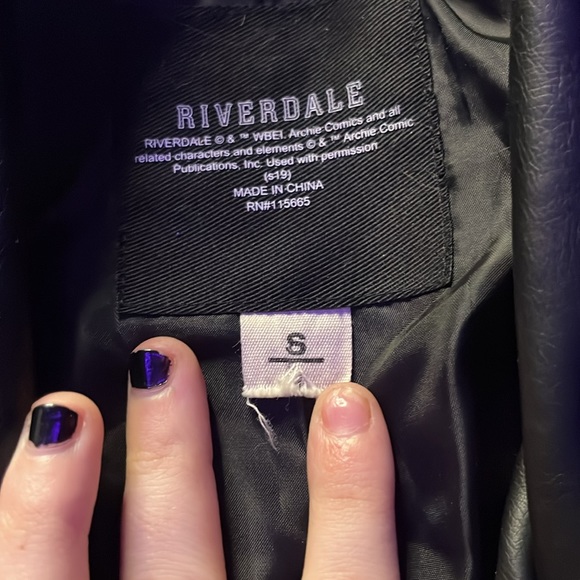 RIVERDALE
RIVERDALE © & ™ WBEI. Archie Comics and all
related characters and elements © & ™ Archie Comic
Publications, Inc. Used with permission
(s19)
MADE IN CHINA
RN#115665
S